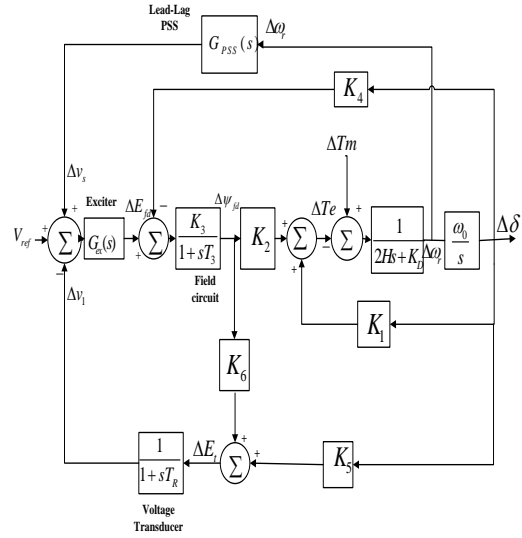 Lead-Lag
PSS
G_PSS(s)
Δω_r
K_4
Δv_s
Exciter
ΔE_fd
Δψ_fd
ΔTm
ΔTe
V_ref
+
+
−
Σ
G_ex(s)
−
+
Σ
K_3
1+sT_3
Field
circuit
K_2
+
+
Σ
−
+
Σ
1
2Hs+K_D
Δω_r
ω_0
s
Δδ
Δv_1
K_1
K_6
1
1+sT_R
Voltage
Transducer
ΔE_t
+
+
Σ
K_5